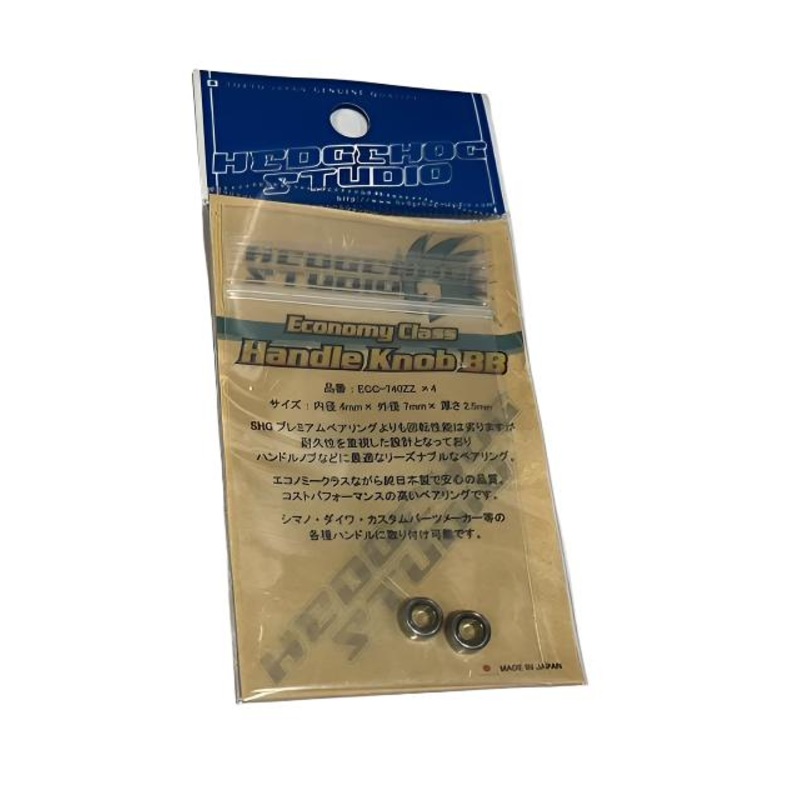 TOKYO JAPAN GENUINE QUALITY
HEDGEHOG
STUDIO
HEDGEHOG
STUDIO
Economy Class
Handle Knob BB
品番 : ECC-740ZZ ×4
サイズ : 内径 4mm× 外径 7mm× 厚さ 2.5mm
SHG プレミアムベアリングよりも回転性能は劣りますが
耐久性を重視した設計となっており
ハンドルノブなどに最適なリーズナブルなベアリング。
エコノミークラスながら純日本製で安心の品質。
コストパフォーマンスの高いベアリングです。
シマノ・ダイワ・カスタムパーツメーカー等の
各種ハンドルに取り付け可能です。
HEDGEHOG
STUDIO
MADE IN JAPAN